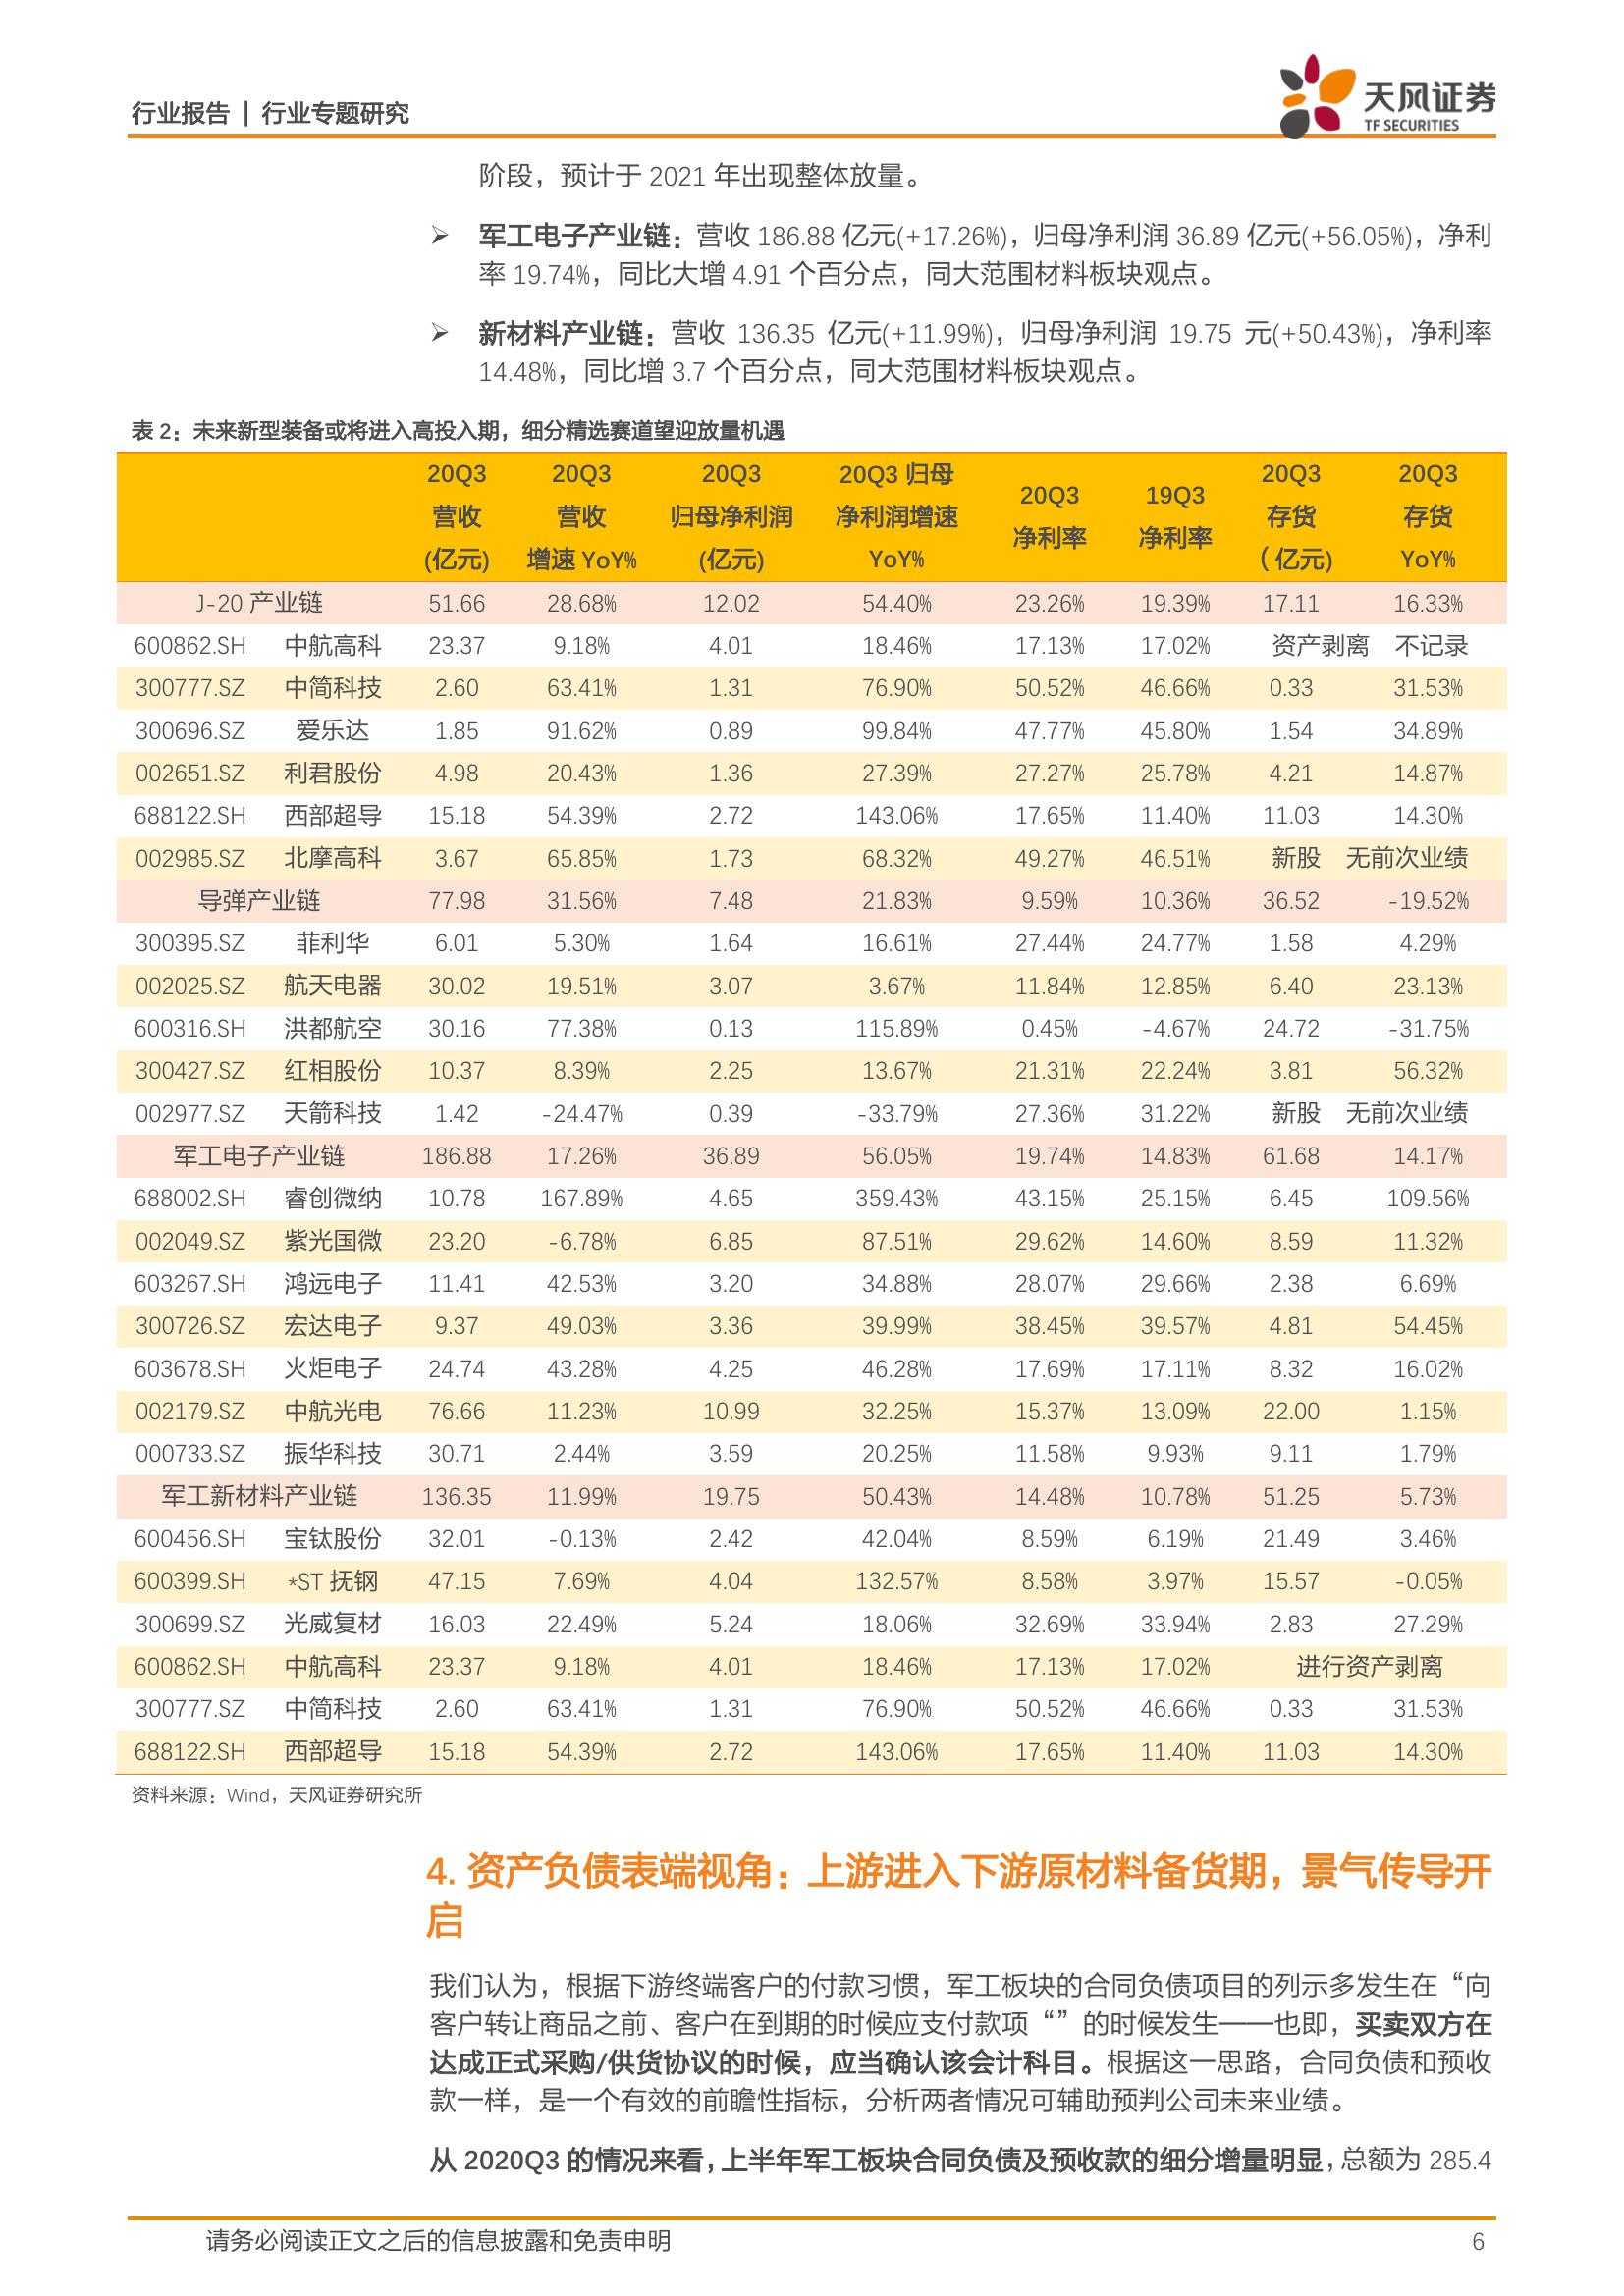 行业报告 | 行业专题研究
天风证券
TF SECURITIES
阶段，预计于 2021 年出现整体放量。
➢ 军工电子产业链：营收 186.88 亿元(+17.26%)，归母净利润 36.89 亿元(+56.05%)，净利
率 19.74%，同比大增 4.91 个百分点，同大范围材料板块观点。
➢ 新材料产业链：营收 136.35 亿元(+11.99%)，归母净利润 19.75 元(+50.43%)，净利率
14.48%，同比增 3.7 个百分点，同大范围材料板块观点。
表 2：未来新型装备或将进入高投入期，细分精选赛道望迎放量机遇
20Q3 20Q3 20Q3 20Q3 归母 20Q3 19Q3 20Q3 20Q3
营收 营收 归母净利润 净利润增速 净利率 净利率 存货 存货
(亿元) 增速 YoY% (亿元) YoY% （亿元) YoY%
J-20 产业链 51.66 28.68% 12.02 54.40% 23.26% 19.39% 17.11 16.33%
600862.SH 中航高科 23.37 9.18% 4.01 18.46% 17.13% 17.02% 资产剥离 不记录
300777.SZ 中简科技 2.60 63.41% 1.31 76.90% 50.52% 46.66% 0.33 31.53%
300696.SZ 爱乐达 1.85 91.62% 0.89 99.84% 47.77% 45.80% 1.54 34.89%
002651.SZ 利君股份 4.98 20.43% 1.36 27.39% 27.27% 25.78% 4.21 14.87%
688122.SH 西部超导 15.18 54.39% 2.72 143.06% 17.65% 11.40% 11.03 14.30%
002985.SZ 北摩高科 3.67 65.85% 1.73 68.32% 49.27% 46.51% 新股 无前次业绩
导弹产业链 77.98 31.56% 7.48 21.83% 9.59% 10.36% 36.52 -19.52%
300395.SZ 菲利华 6.01 5.30% 1.64 16.61% 27.44% 24.77% 1.58 4.29%
002025.SZ 航天电器 30.02 19.51% 3.07 3.67% 11.84% 12.85% 6.40 23.13%
600316.SH 洪都航空 30.16 77.38% 0.13 115.89% 0.45% -4.67% 24.72 -31.75%
300427.SZ 红相股份 10.37 8.39% 2.25 13.67% 21.31% 22.24% 3.81 56.32%
002977.SZ 天箭科技 1.42 -24.47% 0.39 -33.79% 27.36% 31.22% 新股 无前次业绩
军工电子产业链 186.88 17.26% 36.89 56.05% 19.74% 14.83% 61.68 14.17%
688002.SH 睿创微纳 10.78 167.89% 4.65 359.43% 43.15% 25.15% 6.45 109.56%
002049.SZ 紫光国微 23.20 -6.78% 6.85 87.51% 29.62% 14.60% 8.59 11.32%
603267.SH 鸿远电子 11.41 42.53% 3.20 34.88% 28.07% 29.66% 2.38 6.69%
300726.SZ 宏达电子 9.37 49.03% 3.36 39.99% 38.45% 39.57% 4.81 54.45%
603678.SH 火炬电子 24.74 43.28% 4.25 46.28% 17.69% 17.11% 8.32 16.02%
002179.SZ 中航光电 76.66 11.23% 10.99 32.25% 15.37% 13.09% 22.00 1.15%
000733.SZ 振华科技 30.71 2.44% 3.59 20.25% 11.58% 9.93% 9.11 1.79%
军工新材料产业链 136.35 11.99% 19.75 50.43% 14.48% 10.78% 51.25 5.73%
600456.SH 宝钛股份 32.01 -0.13% 2.42 42.04% 8.59% 6.19% 21.49 3.46%
600399.SH *ST 抚钢 47.15 7.69% 4.04 132.57% 8.58% 3.97% 15.57 -0.05%
300699.SZ 光威复材 16.03 22.49% 5.24 18.06% 32.69% 33.94% 2.83 27.29%
600862.SH 中航高科 23.37 9.18% 4.01 18.46% 17.13% 17.02% 进行资产剥离
300777.SZ 中简科技 2.60 63.41% 1.31 76.90% 50.52% 46.66% 0.33 31.53%
688122.SH 西部超导 15.18 54.39% 2.72 143.06% 17.65% 11.40% 11.03 14.30%
资料来源：Wind，天风证券研究所
4. 资产负债表端视角：上游进入下游原材料备货期，景气传导开
启
我们认为，根据下游终端客户的付款习惯，军工板块的合同负债项目的列示多发生在“向
客户转让商品之前、客户在到期的时候应支付款项“”的时候发生——也即，买卖双方在
达成正式采购/供货协议的时候，应当确认该会计科目。根据这一思路，合同负债和预收
款一样，是一个有效的前瞻性指标，分析两者情况可辅助预判公司未来业绩。
从 2020Q3 的情况来看，上半年军工板块合同负债及预收款的细分增量明显，总额为 285.4
请务必阅读正文之后的信息披露和免责申明 6